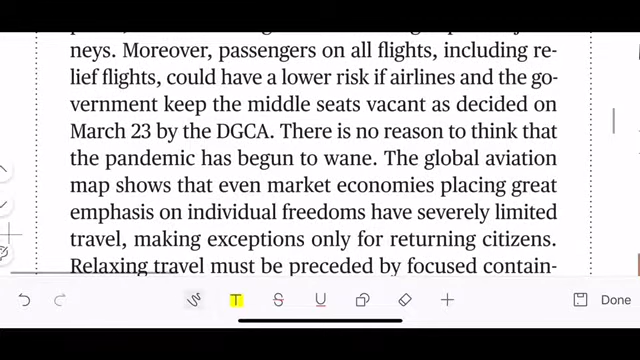 neys. Moreover, passengers on all flights, including re-
lief flights, could have a lower risk if airlines and the go-
vernment keep the middle seats vacant as decided on
March 23 by the DGCA. There is no reason to think that
the pandemic has begun to wane. The global aviation
map shows that even market economies placing great
emphasis on individual freedoms have severely limited
travel, making exceptions only for returning citizens.
Relaxing travel must be preceded by focused contain-
T S U Done